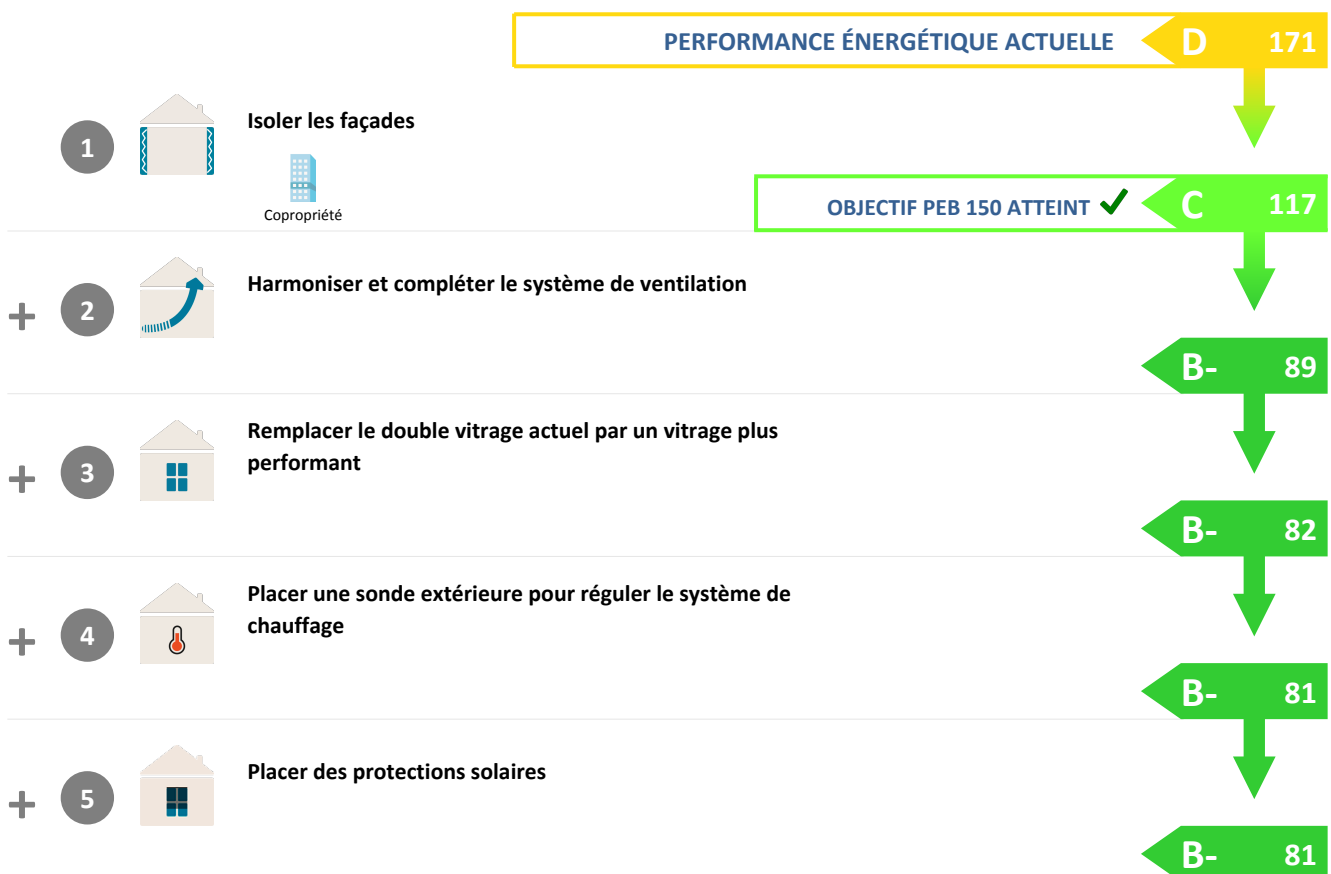 PERFORMANCE ÉNERGÉTIQUE ACTUELLE D 171
1 Isoler les façades
Copropriété
OBJECTIF PEB 150 ATTEINT ✔ C 117
+ 2 Harmoniser et compléter le système de ventilation
B- 89
+ 3 Remplacer le double vitrage actuel par un vitrage plus
performant
B- 82
+ 4 Placer une sonde extérieure pour réguler le système de
chauffage
B- 81
+ 5 Placer des protections solaires
B- 81